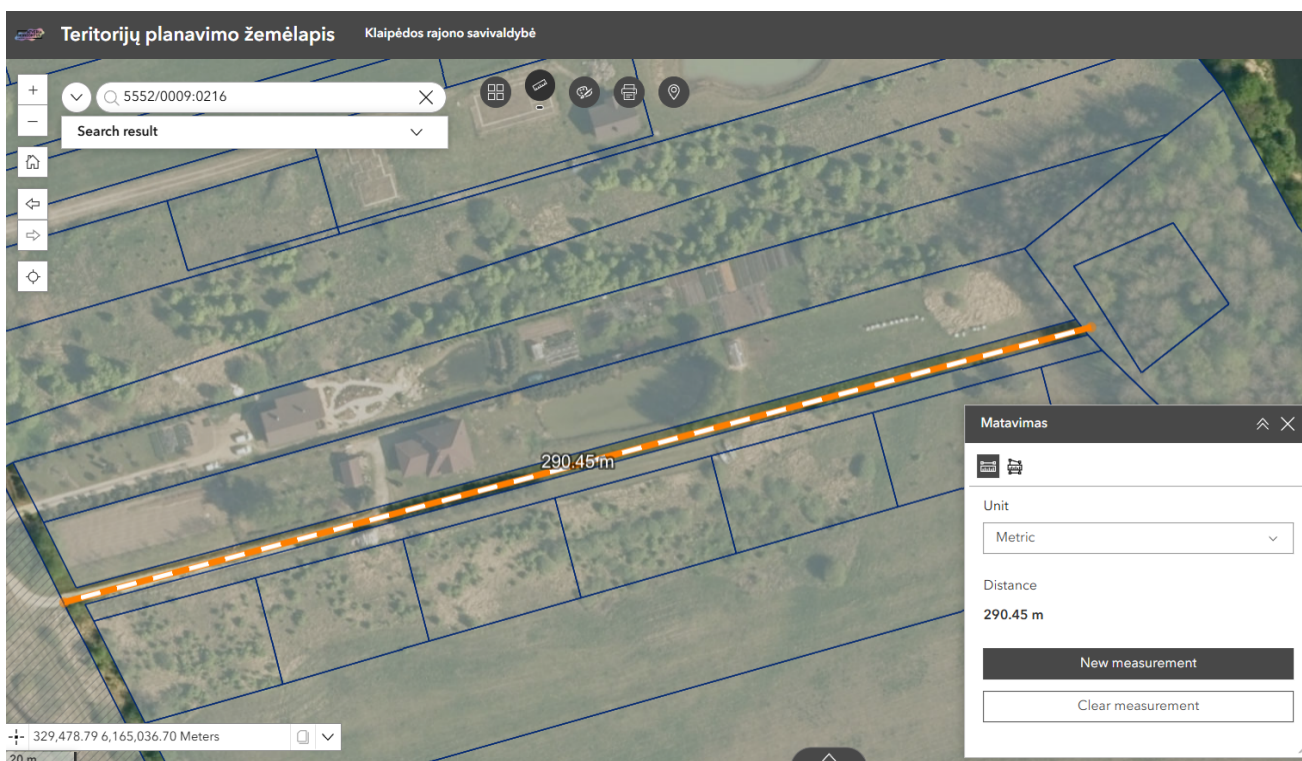 Teritorijų planavimo žemėlapis Klaipėdos rajono savivaldybė
5552/0009:0216
Search result
290.45 m
Matavimas
Unit
Metric
Distance
290.45 m
New measurement
Clear measurement
329,478.79 6,165,036.70 Meters
20 m